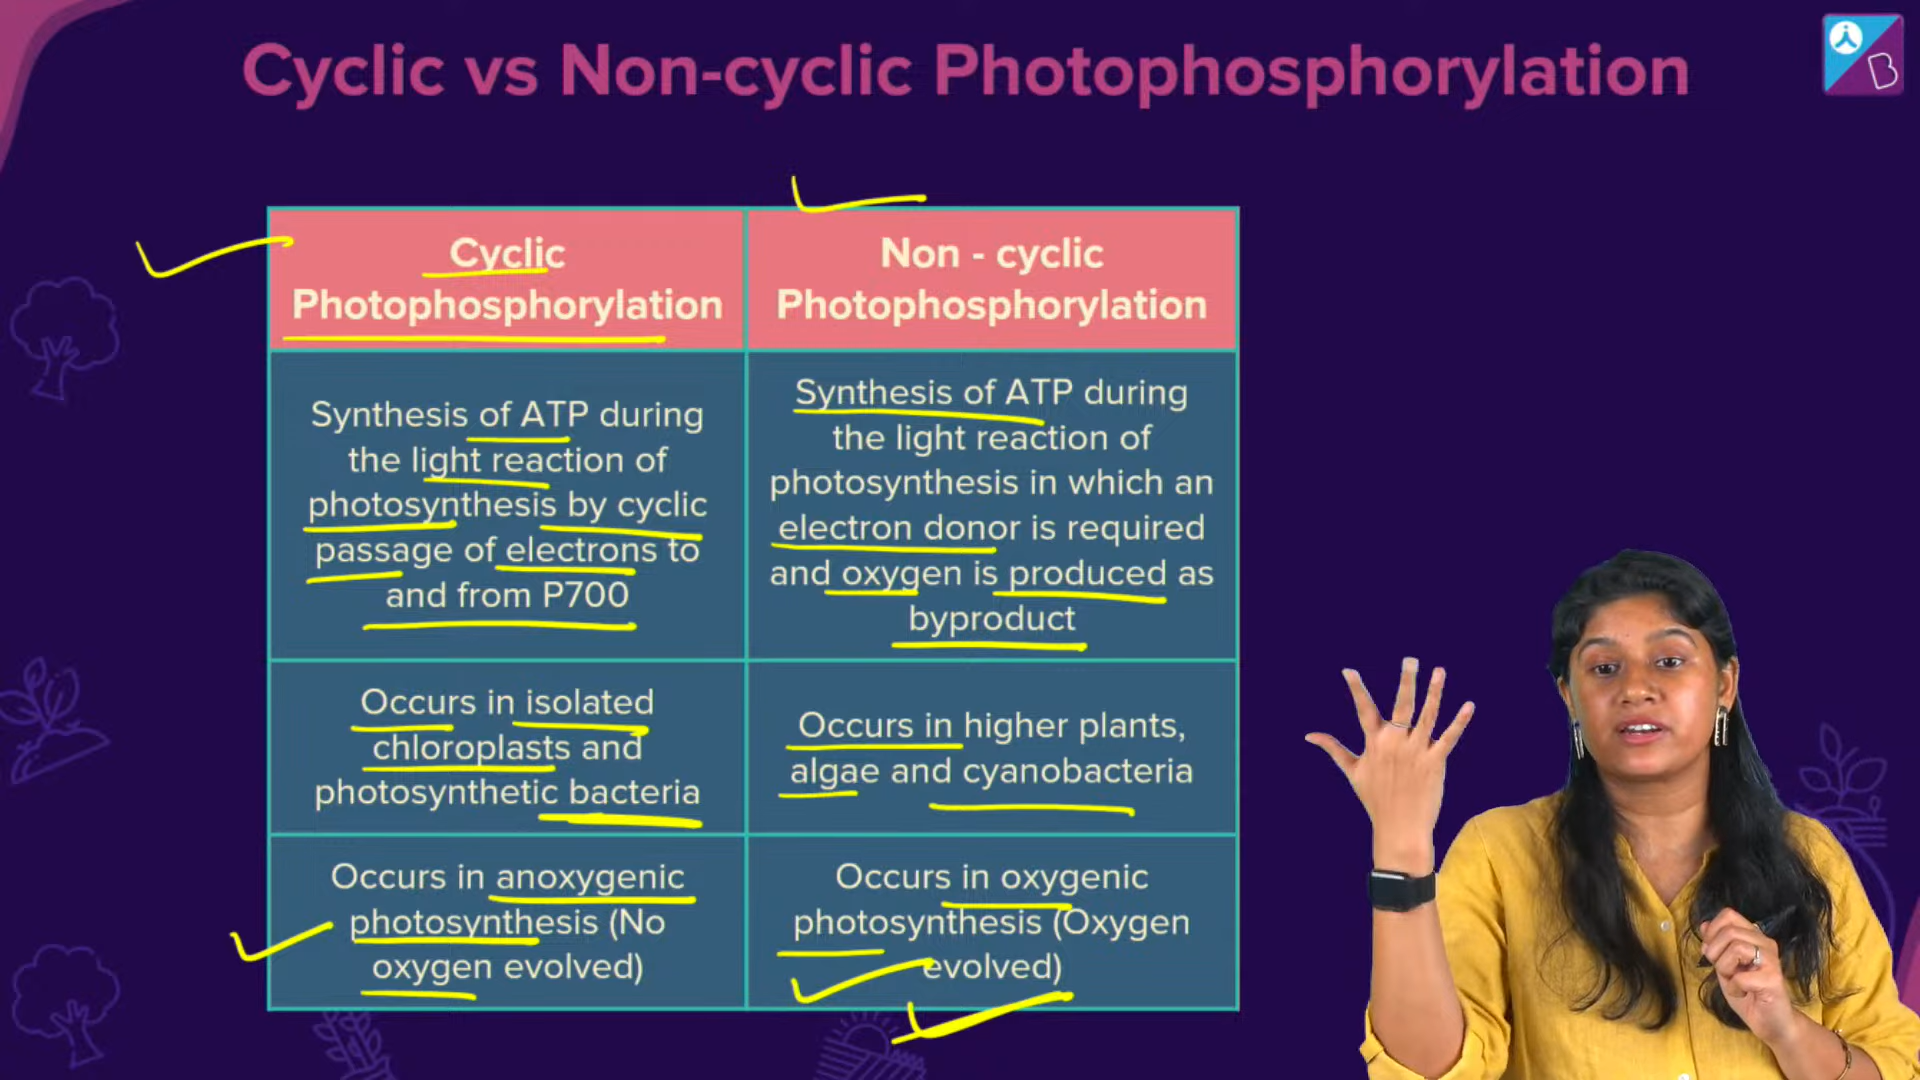 Cyclic vs Non-cyclic Photophosphorylation
B
Cyclic
Photophosphorylation
Non - cyclic
Photophosphorylation
Synthesis of ATP during
the light reaction of
photosynthesis by cyclic
passage of electrons to
and from P700
Synthesis of ATP during
the light reaction of
photosynthesis in which an
electron donor is required
and oxygen is produced as
byproduct
Occurs in isolated
chloroplasts and
photosynthetic bacteria
Occurs in higher plants,
algae and cyanobacteria
Occurs in anoxygenic
photosynthesis (No
oxygen evolved)
Occurs in oxygenic
photosynthesis (Oxygen
evolved)